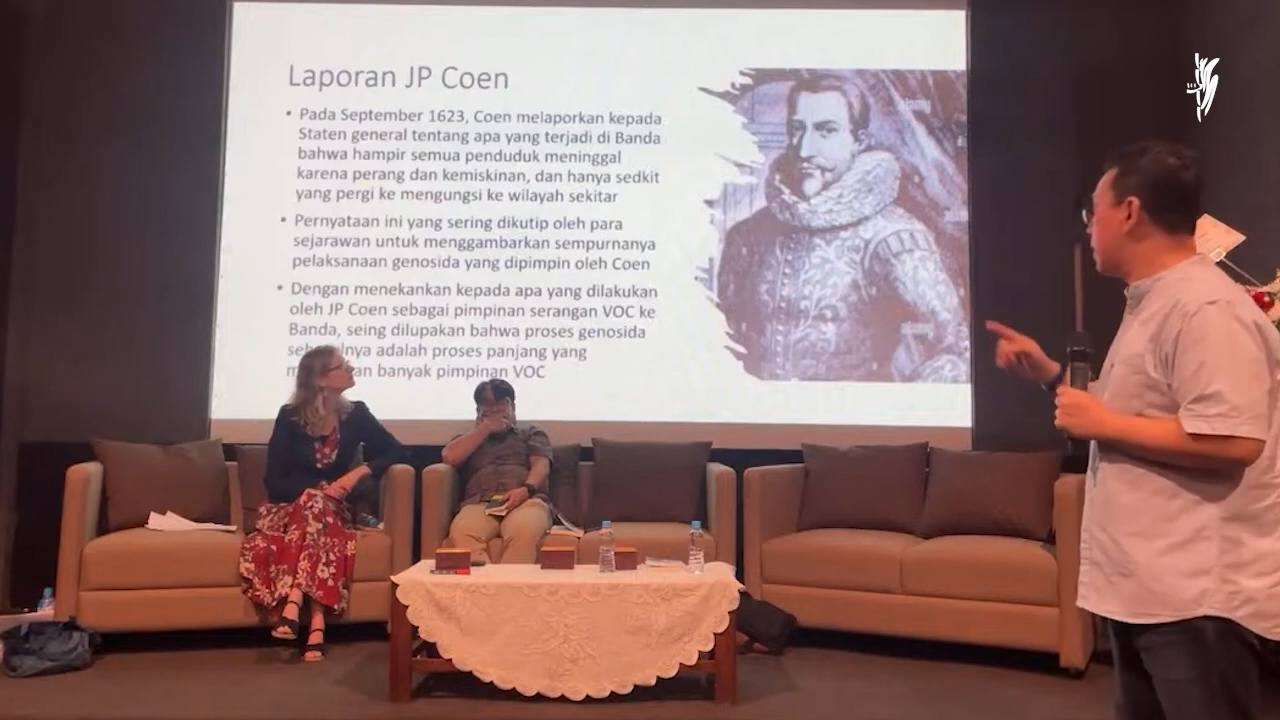 Laporan JP Coen
• Pada September 1623, Coen melaporkan kepada
Staten general tentang apa yang terjadi di Banda
bahwa hampir semua penduduk meninggal
karena perang dan kemiskinan, dan hanya sedkit
yang pergi ke mengungsi ke wilayah sekitar
• Pernyataan ini yang sering dikutip oleh para
sejarawan untuk menggambarkan sempurnanya
pelaksanaan genosida yang dipimpin oleh Coen
• Dengan menekankan kepada apa yang dilakukan
oleh JP Coen sebagai pimpinan serangan VOC ke
Banda, seing dilupakan bahwa proses genosida
adalah proses panjang yang
banyak pimpinan VOC
alamy
alamy